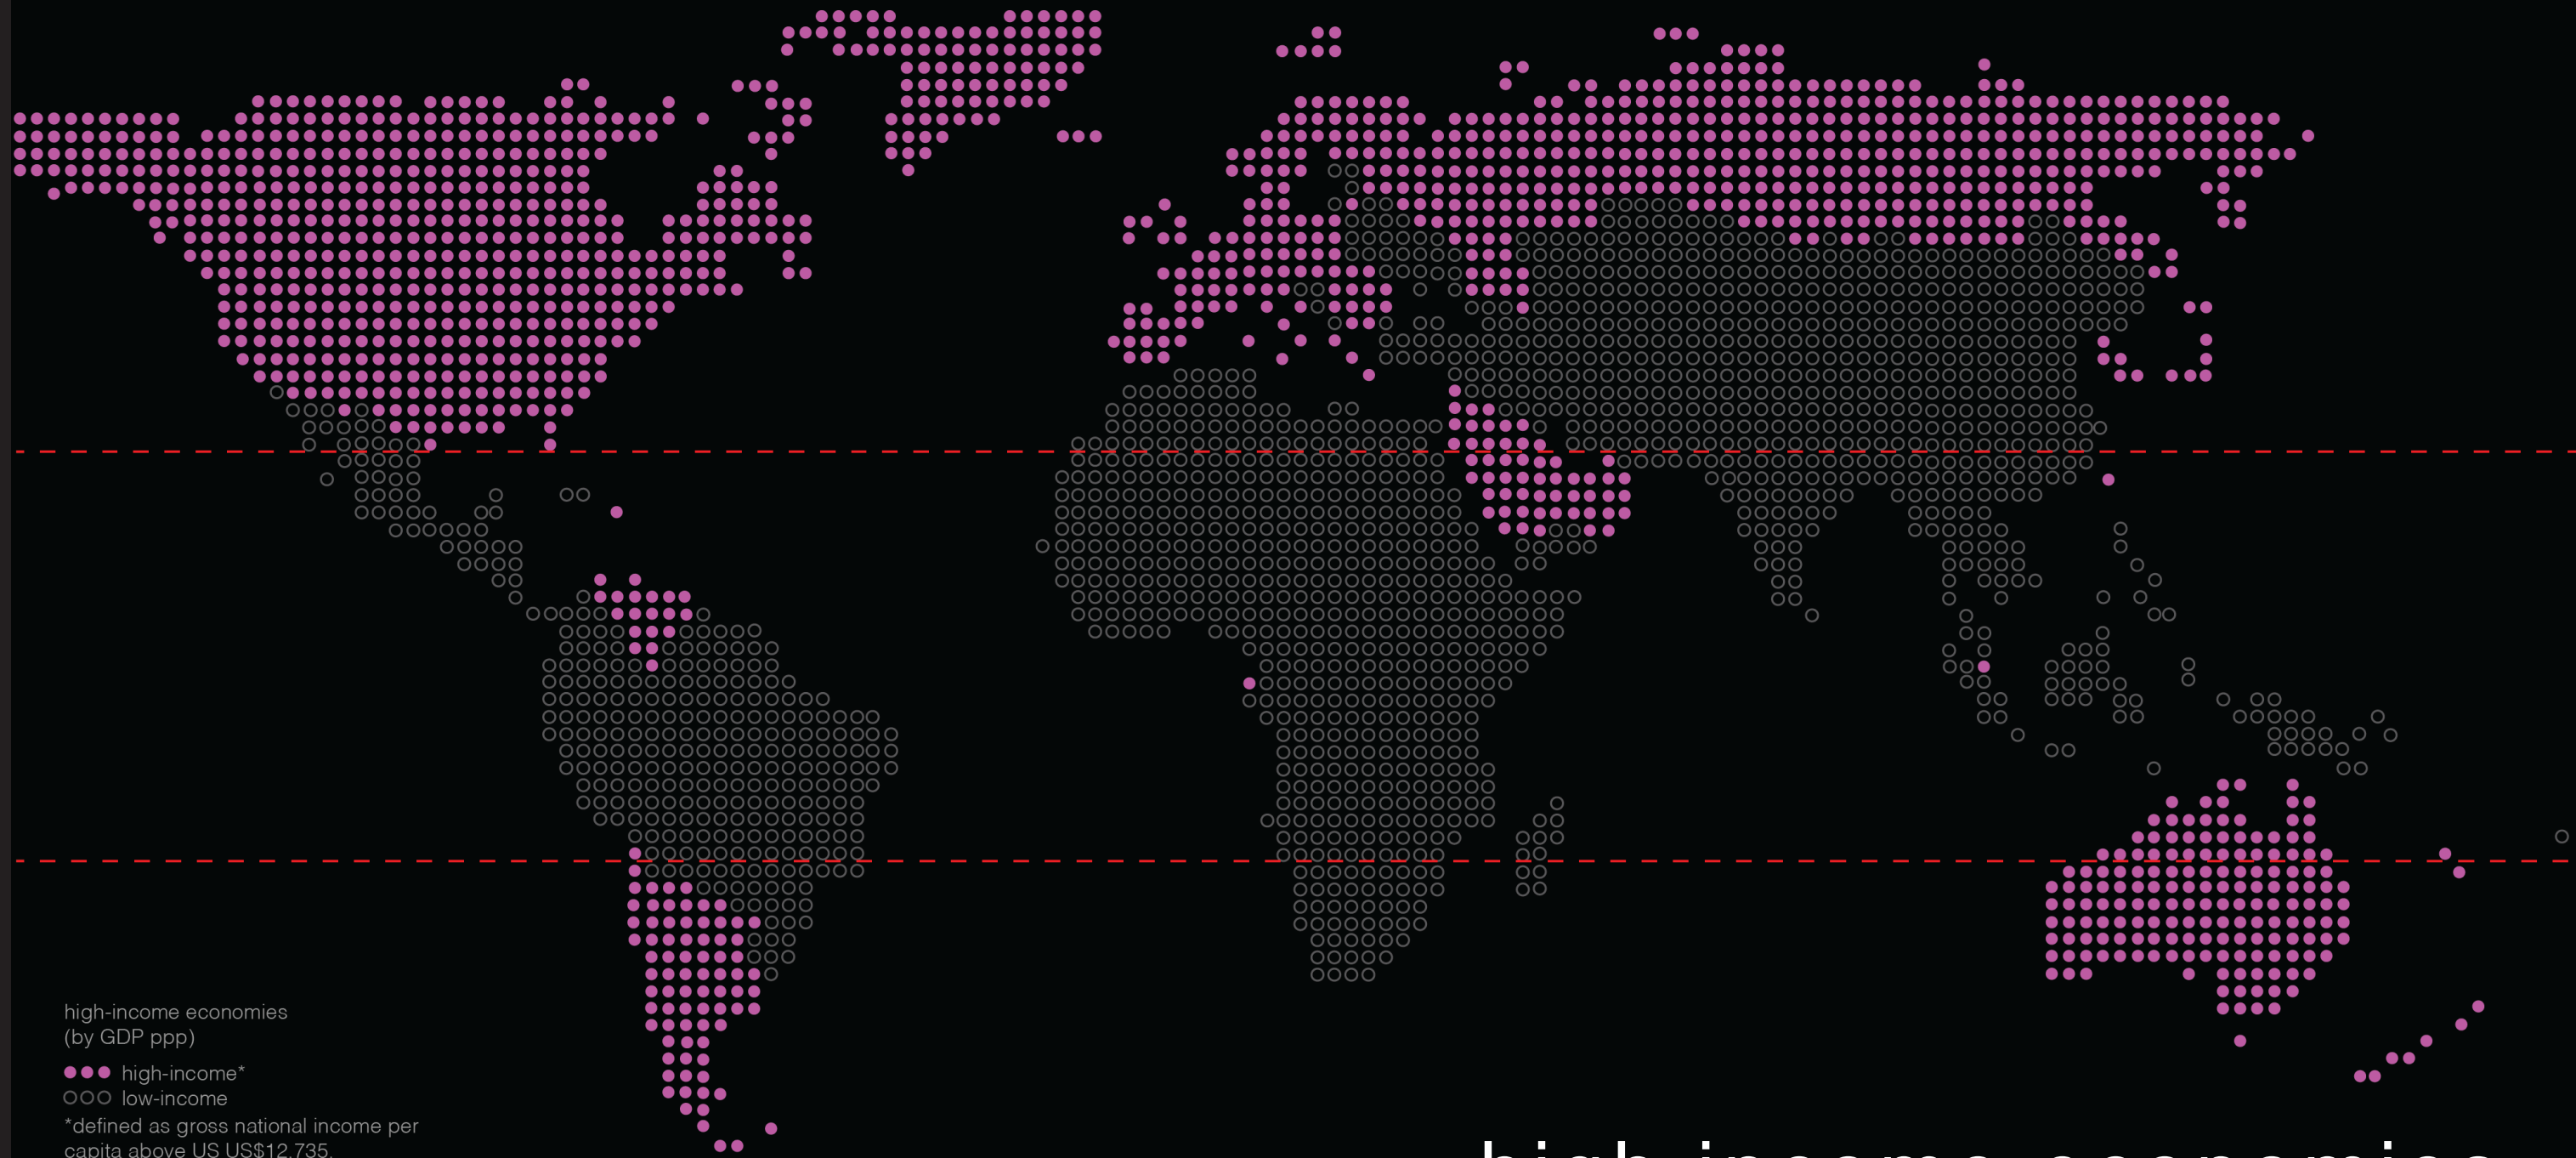 high-income economies
(by GDP ppp)
high-income*
low-income
*defined as gross national income per
capita above US US$12,735.
high-income economies